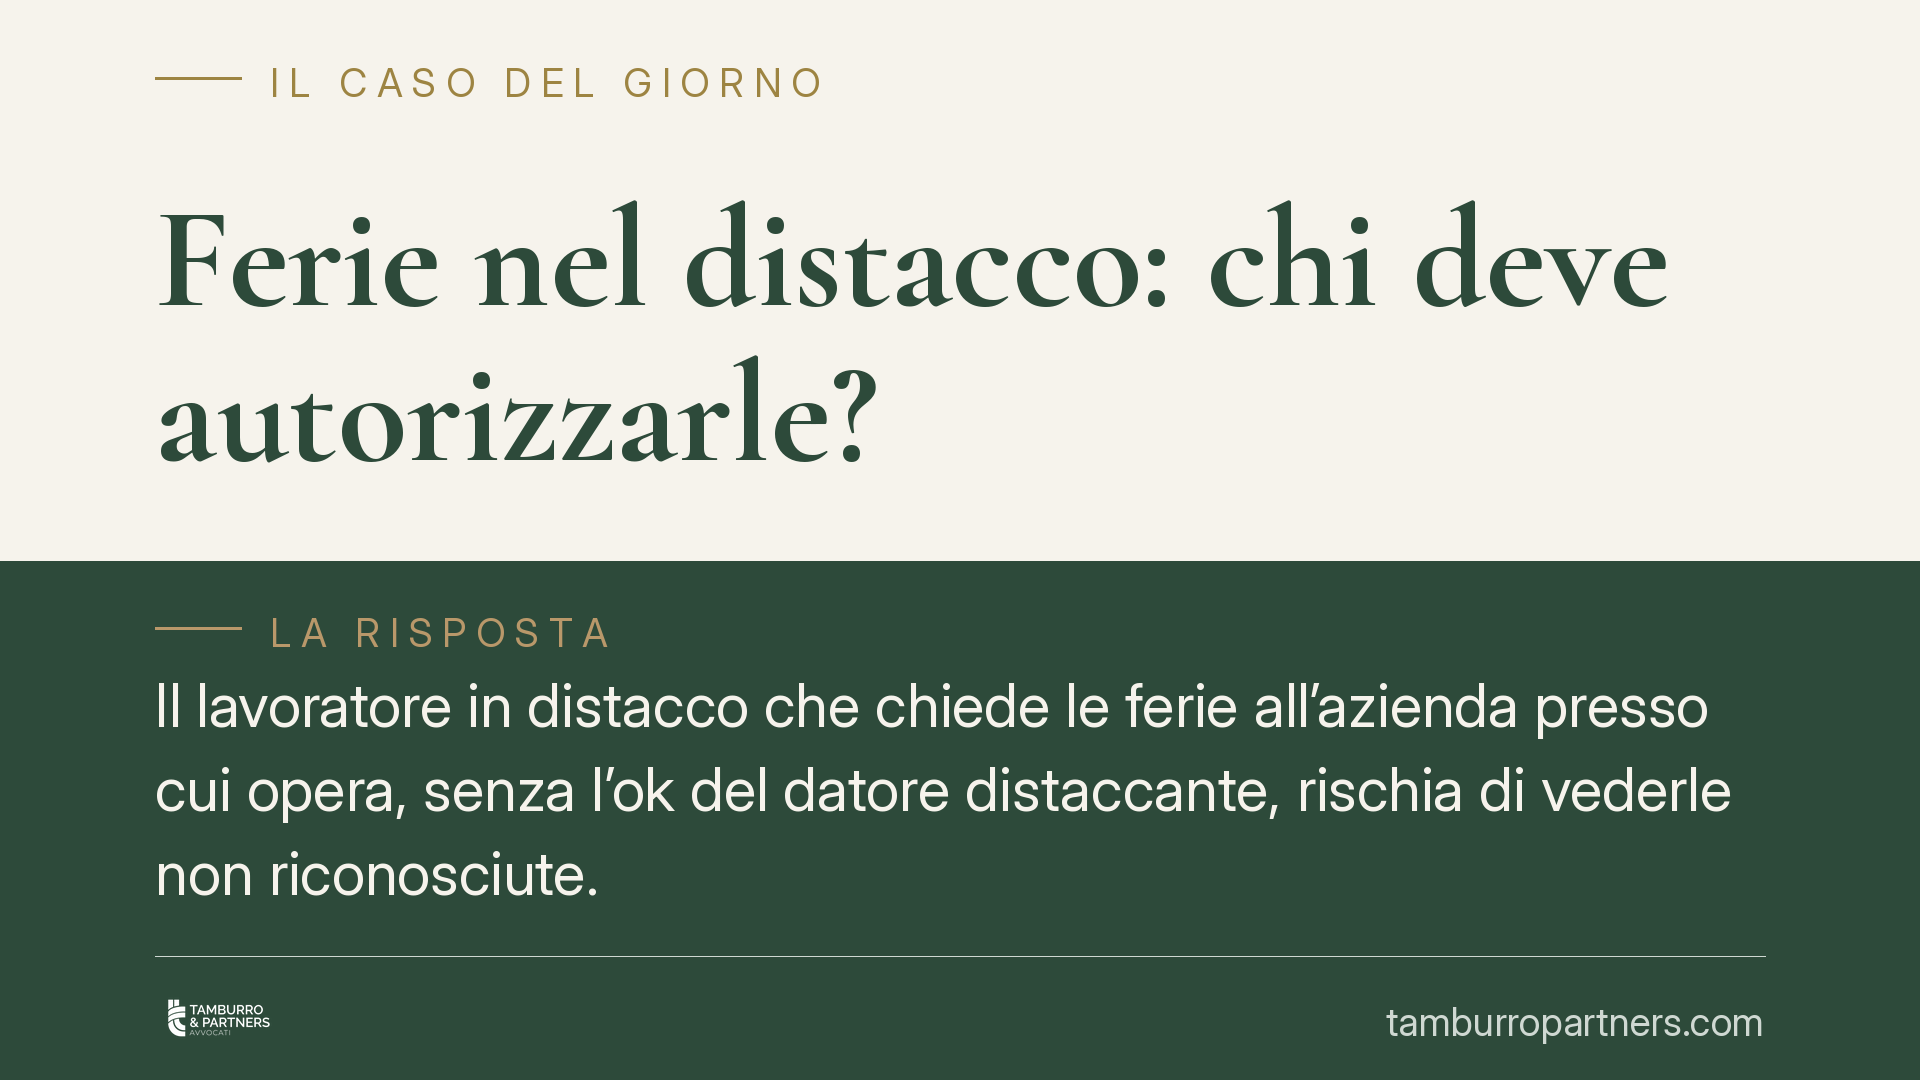 IL CASO DEL GIORNO
Ferie nel distacco: chi deve
autorizzarle?
LA RISPOSTA
Il lavoratore in distacco che chiede le ferie all’azienda presso
cui opera, senza l’ok del datore distaccante, rischia di vederle
non riconosciute.
TAMBURRO
& PARTNERS
AVVOCATI
tamburropartners.com